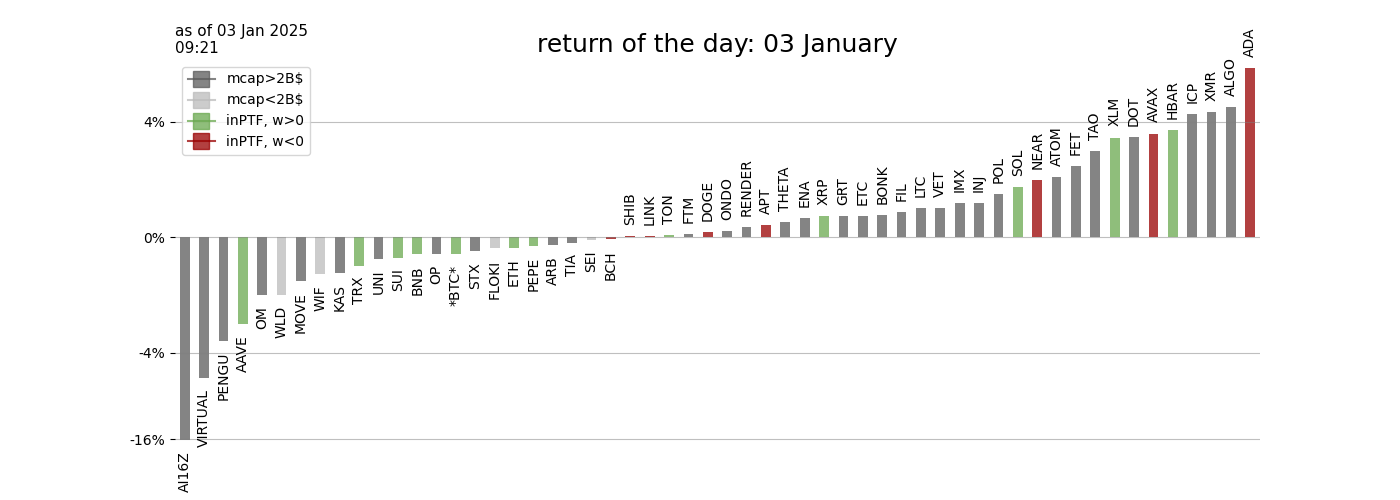 as of 03 Jan 2025
09:21
return of the day: 03 January
mcap>2B$
mcap<2B$
inPTF, w>0
inPTF, w<0
4%
0%
-4%
-16%
AI16Z
VIRTUAL
PENGU
AAVE
OM
WLD
MOVE
WIF
KAS
TRX
UNI
SUI
BNB
OP
*BTC*
STX
FLOKI
ETH
PEPE
ARB
TIA
SEI
BCH
SHIB
LINK
TON
FTM
DOGE
ONDO
RENDER
APT
THETA
ENA
XRP
GRT
ETC
BONK
FIL
LTC
VET
IMX
INJ
POL
SOL
NEAR
ATOM
FET
TAO
XLM
DOT
AVAX
HBAR
ICP
XMR
ALGO
ADA